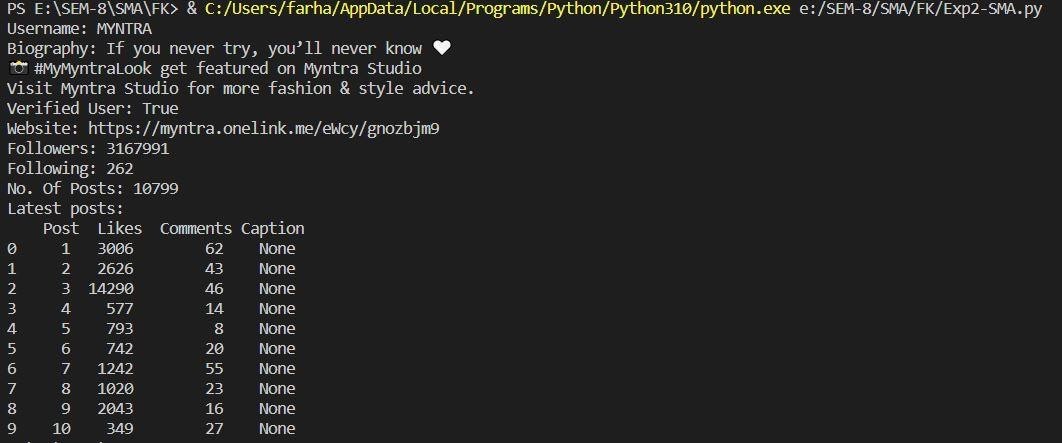 PS E:\SEM-8\SMA\FK> & C:/Users/farha/AppData/Local/Programs/Python/Python310/python.exe e:/SEM-8/SMA/FK/Exp2-SMA.py
Username: MYNTRA
Biography: If you never try, you’ll never know 🤍
📸 #MyMyntraLook get featured on Myntra Studio
Visit Myntra Studio for more fashion & style advice.
Verified User: True
Website: https://myntra.onelink.me/eWcy/gnozbjm9
Followers: 3167991
Following: 262
No. Of Posts: 10799
Latest posts:
    Post  Likes  Comments Caption
0     1   3006        62    None
1     2   2626        43    None
2     3  14290        46    None
3     4    577        14    None
4     5    793         8    None
5     6    742        20    None
6     7   1242        55    None
7     8   1020        23    None
8     9   2043        16    None
9    10    349        27    None